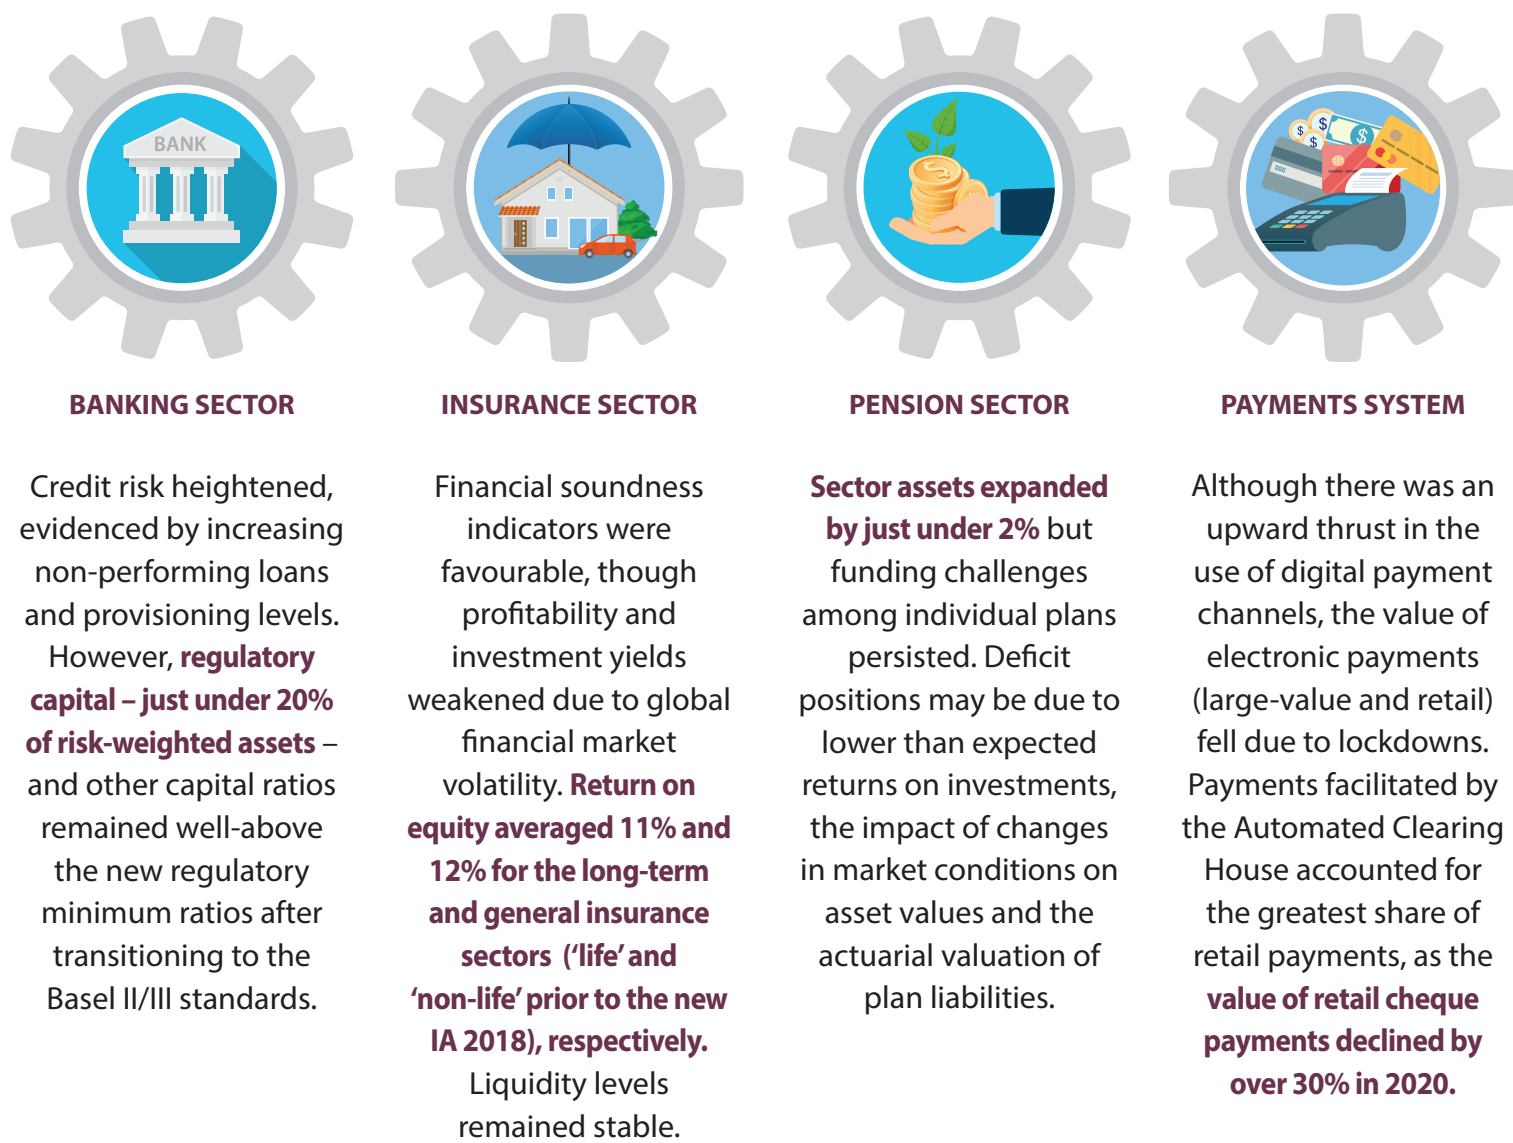 BANK
BANKING SECTOR
Credit risk heightened,
evidenced by increasing
non-performing loans
and provisioning levels.
However, regulatory
capital – just under 20%
of risk-weighted assets –
and other capital ratios
remained well-above
the new regulatory
minimum ratios after
transitioning to the
Basel II/III standards.
INSURANCE SECTOR
Financial soundness
indicators were
favourable, though
profitability and
investment yields
weakened due to global
financial market
volatility. Return on
equity averaged 11% and
12% for the long-term
and general insurance
sectors (‘life’ and
‘non-life’ prior to the new
IA 2018), respectively.
Liquidity levels
remained stable.
PENSION SECTOR
Sector assets expanded
by just under 2% but
funding challenges
among individual plans
persisted. Deficit
positions may be due to
lower than expected
returns on investments,
the impact of changes
in market conditions on
asset values and the
actuarial valuation of
plan liabilities.
$ $ $ $
PAYMENTS SYSTEM
Although there was an
upward thrust in the
use of digital payment
channels, the value of
electronic payments
(large-value and retail)
fell due to lockdowns.
Payments facilitated by
the Automated Clearing
House accounted for
the greatest share of
retail payments, as the
value of retail cheque
payments declined by
over 30% in 2020.